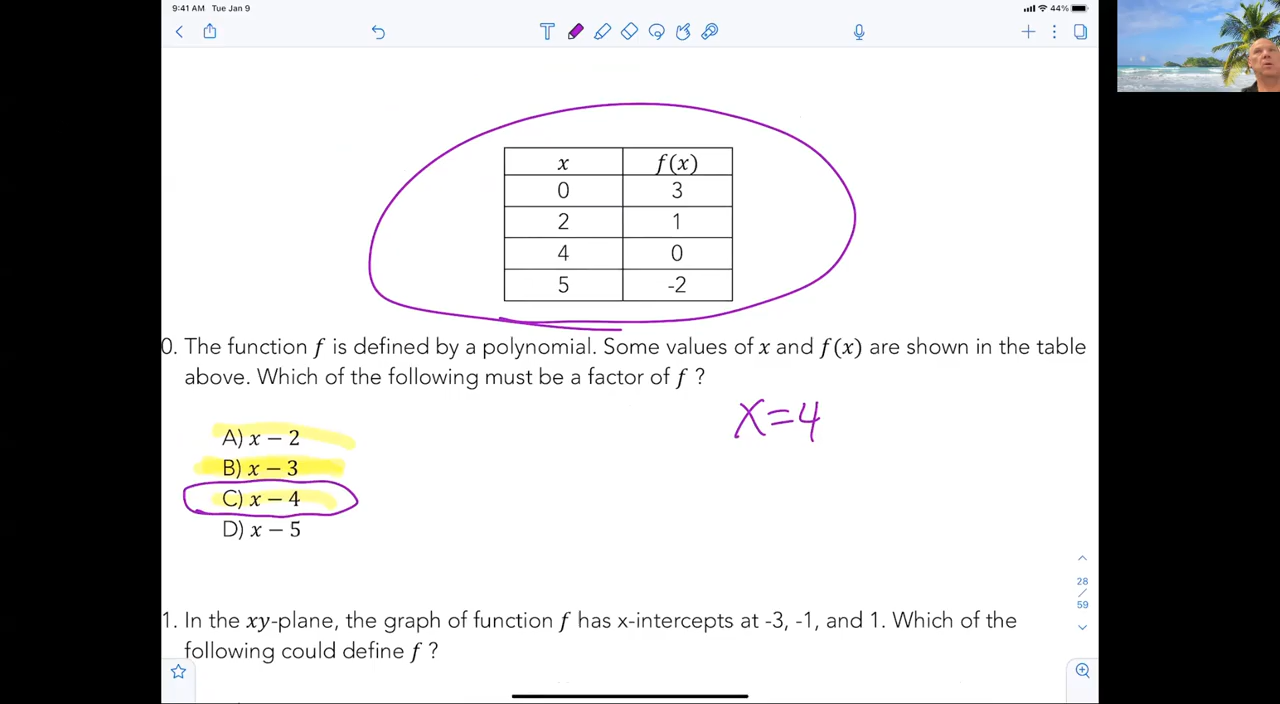 9:41 AM Tue Jan 9
44%
T
x f(x)
0 3
2 1
4 0
5 -2
0. The function f is defined by a polynomial. Some values of x and f(x) are shown in the table
above. Which of the following must be a factor of f ?
x=4
A) x − 2
B) x − 3
C) x − 4
D) x − 5
28
/
59
1. In the xy-plane, the graph of function f has x-intercepts at -3, -1, and 1. Which of the
following could define f ?